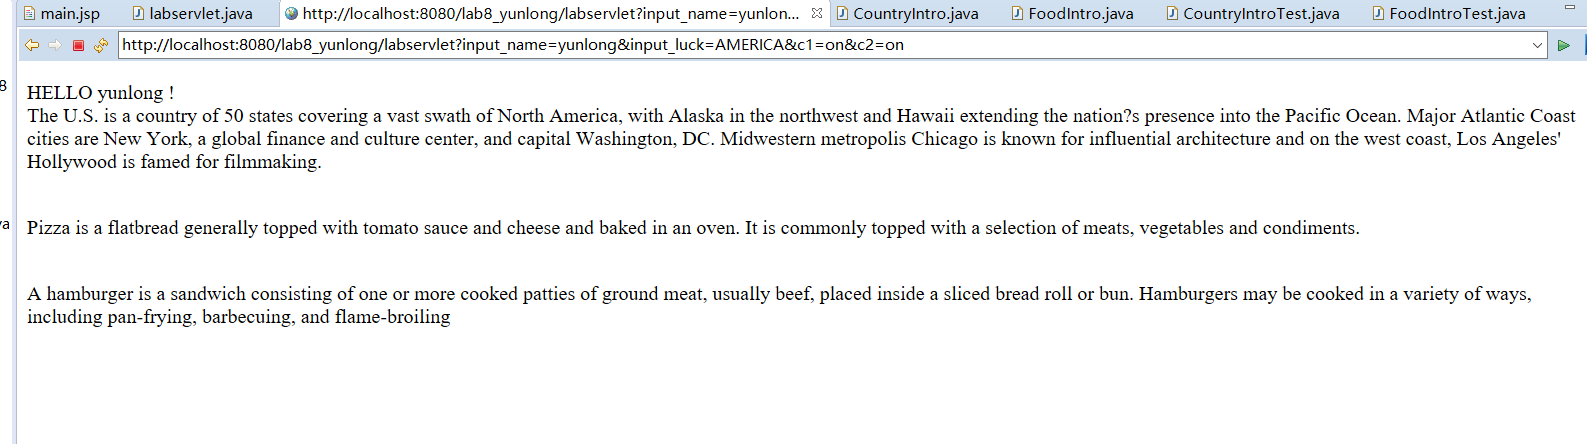 main.jsp labservlet.java http://localhost:8080/lab8_yunlong/labservlet?input_name=yunlon... CountryIntro.java FoodIntro.java CountryIntroTest.java FoodIntroTest.java
http://localhost:8080/lab8_yunlong/labservlet?input_name=yunlong&input_luck=AMERICA&c1=on&c2=on
8
HELLO yunlong !
The U.S. is a country of 50 states covering a vast swath of North America, with Alaska in the northwest and Hawaii extending the nation?s presence into the Pacific Ocean. Major Atlantic Coast
cities are New York, a global finance and culture center, and capital Washington, DC. Midwestern metropolis Chicago is known for influential architecture and on the west coast, Los Angeles'
Hollywood is famed for filmmaking.
va
Pizza is a flatbread generally topped with tomato sauce and cheese and baked in an oven. It is commonly topped with a selection of meats, vegetables and condiments.
A hamburger is a sandwich consisting of one or more cooked patties of ground meat, usually beef, placed inside a sliced bread roll or bun. Hamburgers may be cooked in a variety of ways,
including pan-frying, barbecuing, and flame-broiling